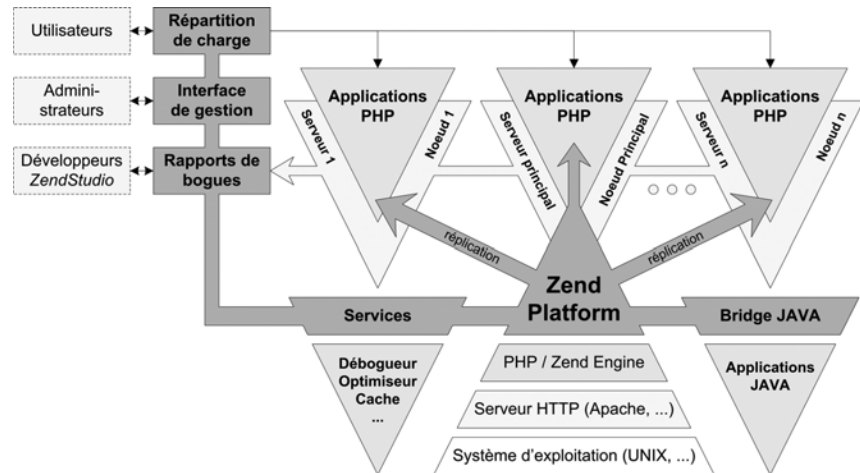 Utilisateurs
Répartition
de charge
Admini-
strateurs
Interface
de gestion
Développeurs
ZendStudio
Rapports de
bogues
Applications
PHP
Serveur 1
Noeud 1
Applications
PHP
Serveur principal
Noeud Principal
Applications
PHP
Serveur n
Noeud n
réplication
réplication
Zend
Platform
Services
Bridge JAVA
Débogueur
Optimiseur
Cache
...
PHP / Zend Engine
Applications
JAVA
Serveur HTTP (Apache, ...)
Système d'exploitation (UNIX, ...)